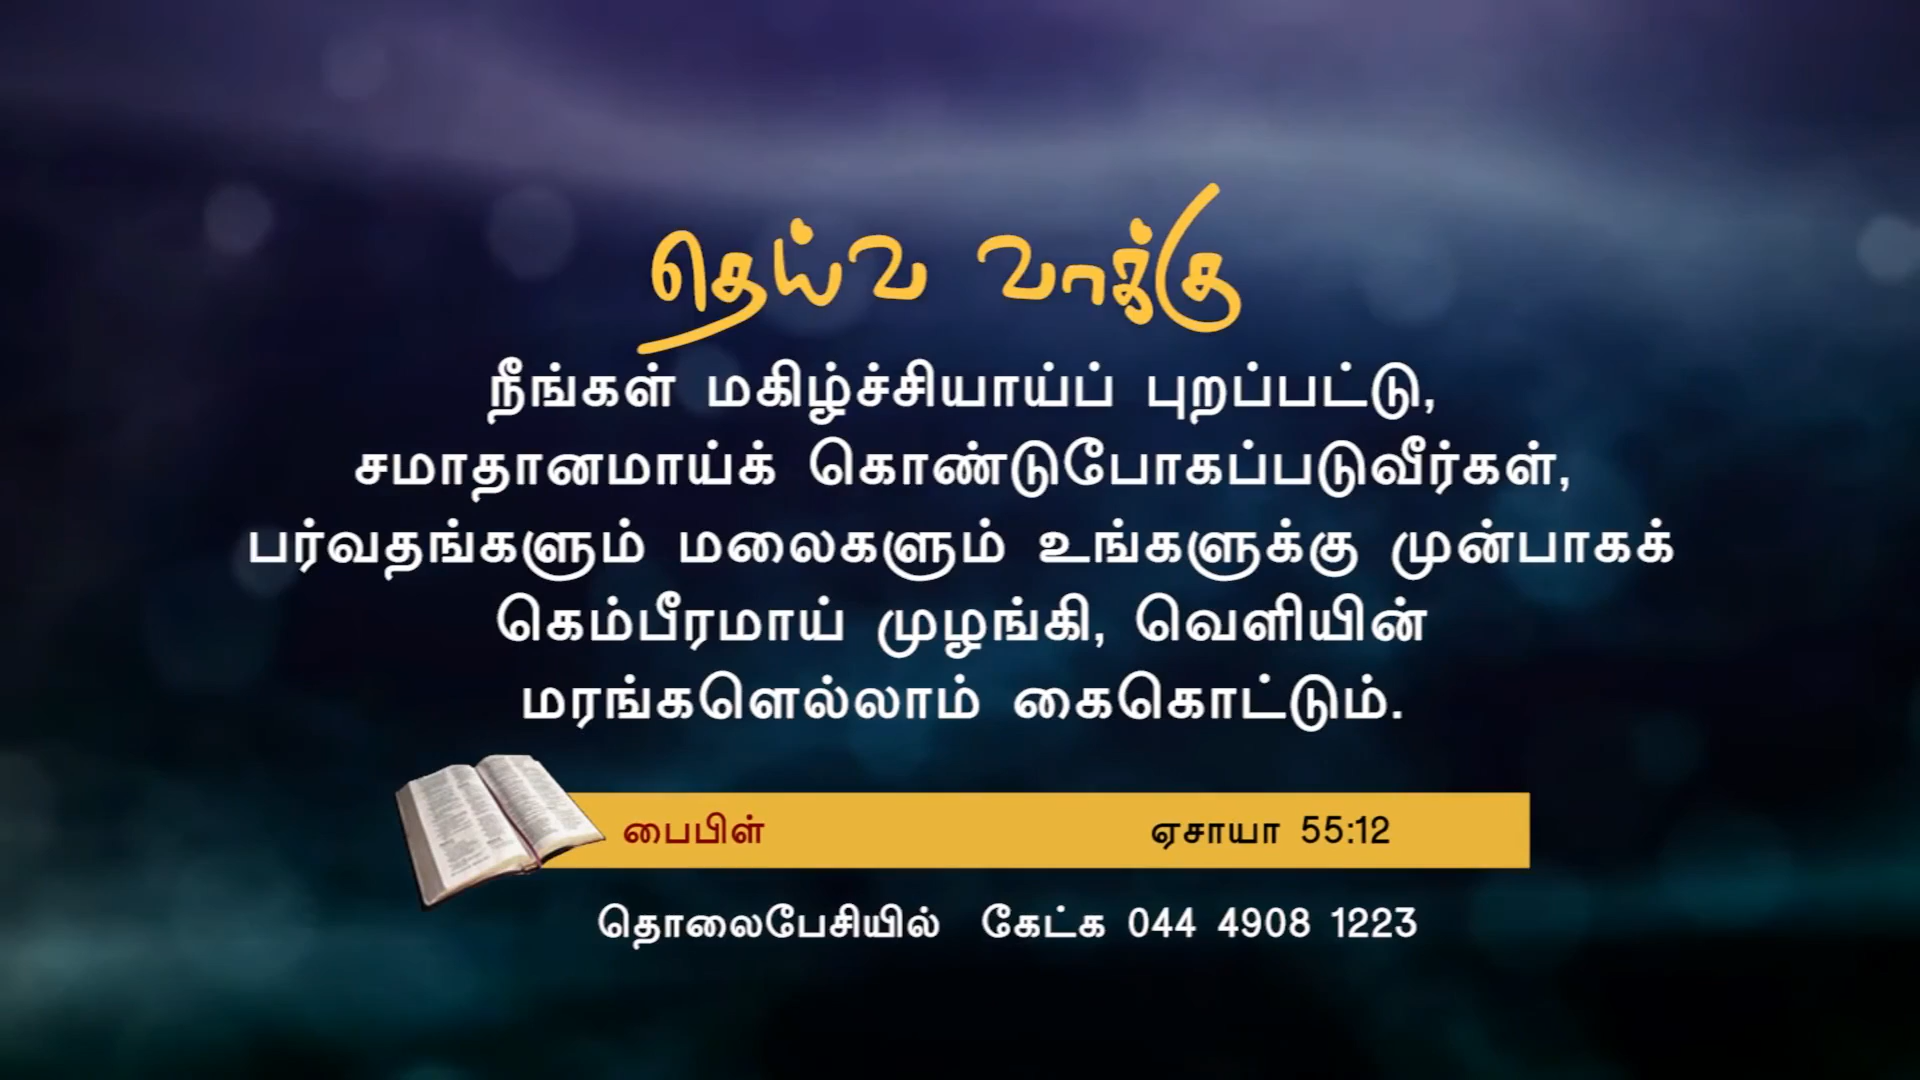 தெய்வ வாக்கு
நீங்கள் மகிழ்ச்சியாய்ப் புறப்பட்டு,
சமாதானமாய்க் கொண்டுபோகப்படுவீர்கள்,
பர்வதங்களும் மலைகளும் உங்களுக்கு முன்பாகக்
கெம்பீரமாய் முழங்கி, வெளியின்
மரங்களெல்லாம் கைகொட்டும்.
பைபிள் ஏசாயா 55:12
தொலைபேசியில் கேட்க 044 4908 1223